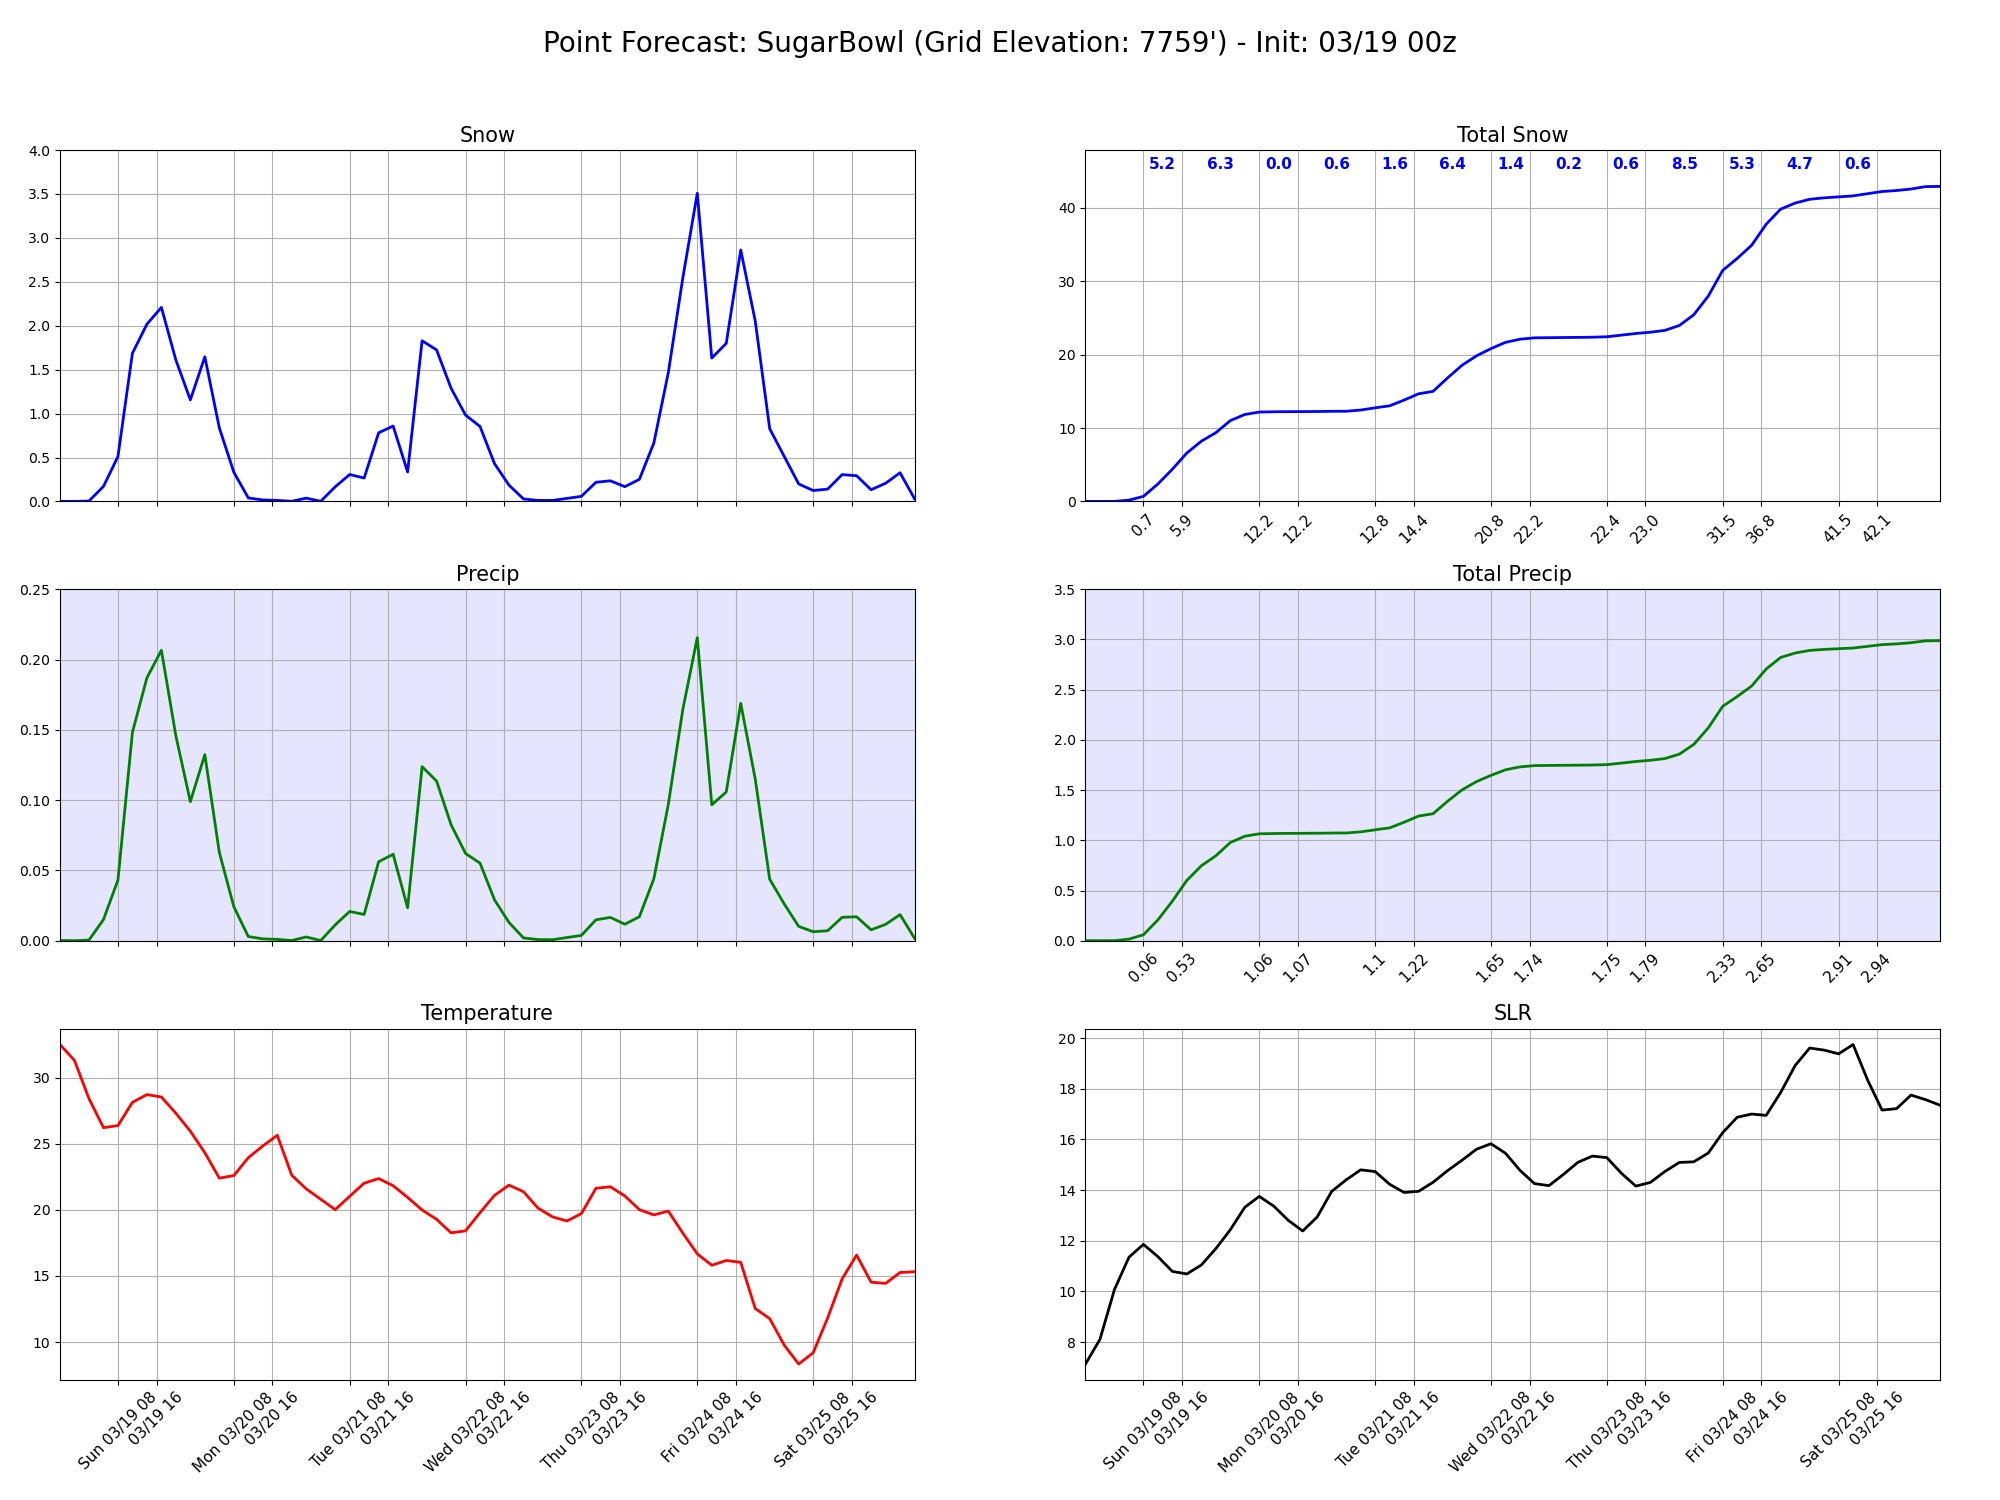 Point Forecast: SugarBowl (Grid Elevation: 7759') - Init: 03/19 00z
Snow
4.0
3.5
3.0
2.5
2.0
1.5
1.0
0.5
0.0
Total Snow
5.2 6.3 0.0 0.6 1.6 6.4 1.4 0.2 0.6 8.5 5.3 4.7 0.6
40
30
20
10
0
0.7 5.9 12.2 12.2 12.8 14.4 20.8 22.2 22.4 23.0 31.5 36.8 41.5 42.1
Precip
0.25
0.20
0.15
0.10
0.05
0.00
Total Precip
3.5
3.0
2.5
2.0
1.5
1.0
0.5
0.0
0.06 0.53 1.06 1.07 1.1 1.22 1.65 1.74 1.75 1.79 2.33 2.65 2.91 2.94
Temperature
30
25
20
15
10
Sun 03/19 08
03/19 16
Mon 03/20 08
03/20 16
Tue 03/21 08
03/21 16
Wed 03/22 08
03/22 16
Thu 03/23 08
03/23 16
Fri 03/24 08
03/24 16
Sat 03/25 08
03/25 16
SLR
20
18
16
14
12
10
8
Sun 03/19 08
03/19 16
Mon 03/20 08
03/20 16
Tue 03/21 08
03/21 16
Wed 03/22 08
03/22 16
Thu 03/23 08
03/23 16
Fri 03/24 08
03/24 16
Sat 03/25 08
03/25 16